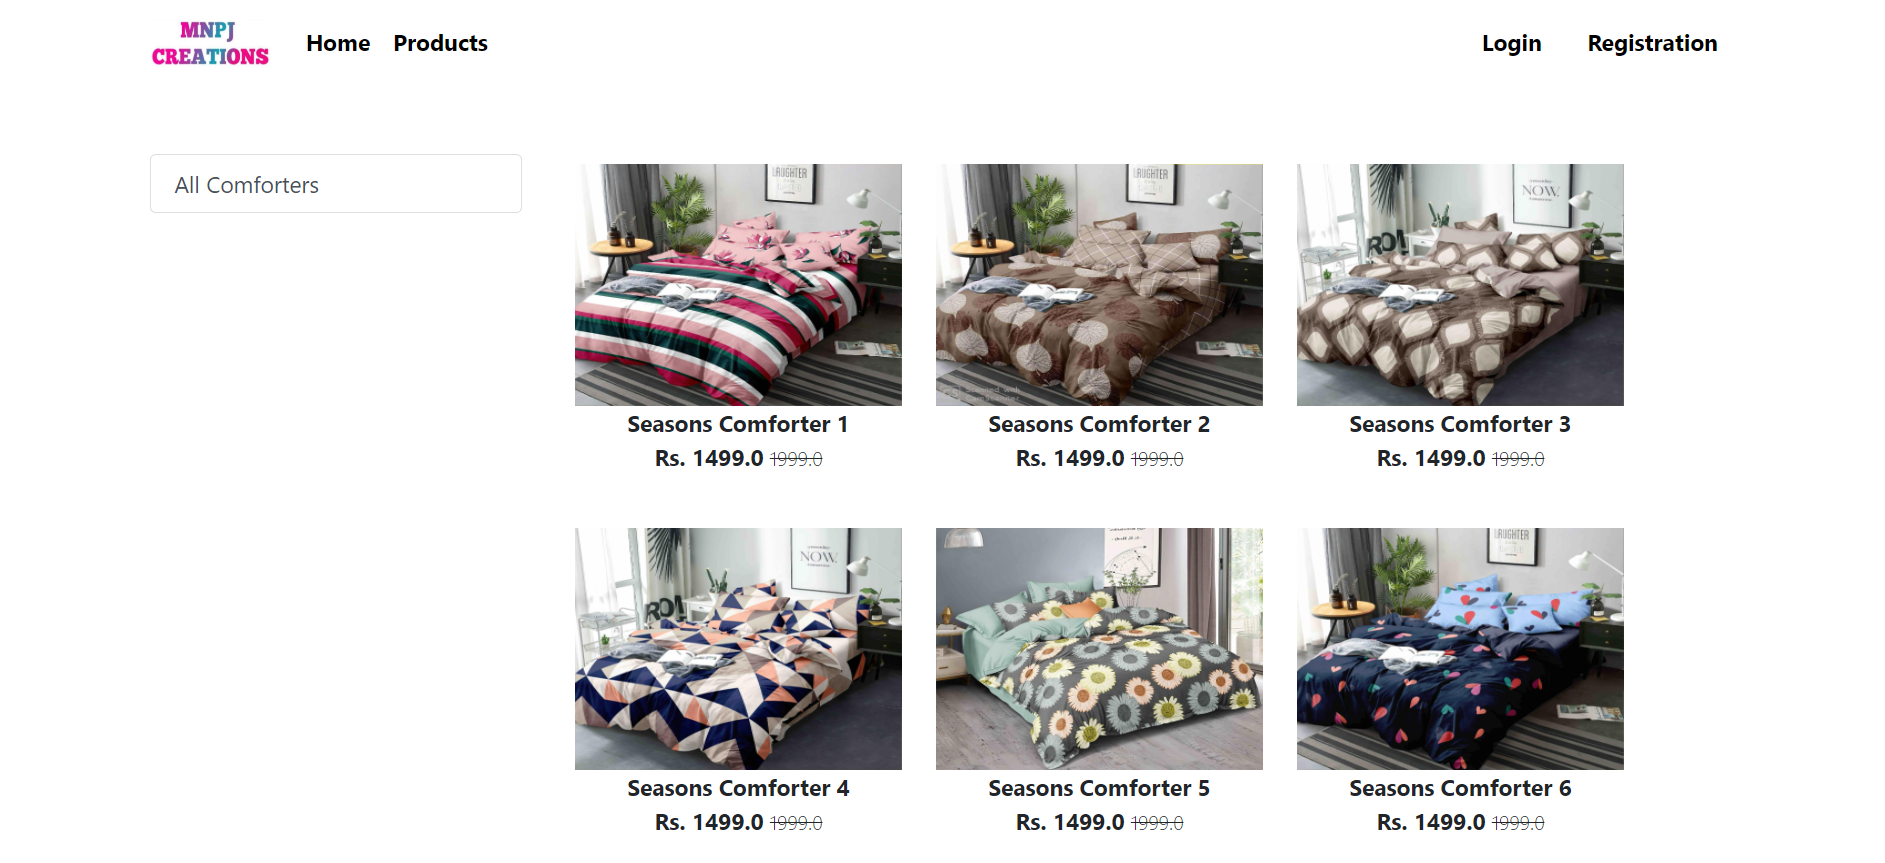 MNPJ
CREATIONS
Home Products
Login Registration
All Comforters
LAUGHTER
LAUGHTER
NOW.
Seasons Comforter 1
Seasons Comforter 2
Seasons Comforter 3
Rs. 1499.0 1999.0
Rs. 1499.0 1999.0
Rs. 1499.0 1999.0
NOW.
LAUGHTER
Seasons Comforter 4
Seasons Comforter 5
Seasons Comforter 6
Rs. 1499.0 1999.0
Rs. 1499.0 1999.0
Rs. 1499.0 1999.0